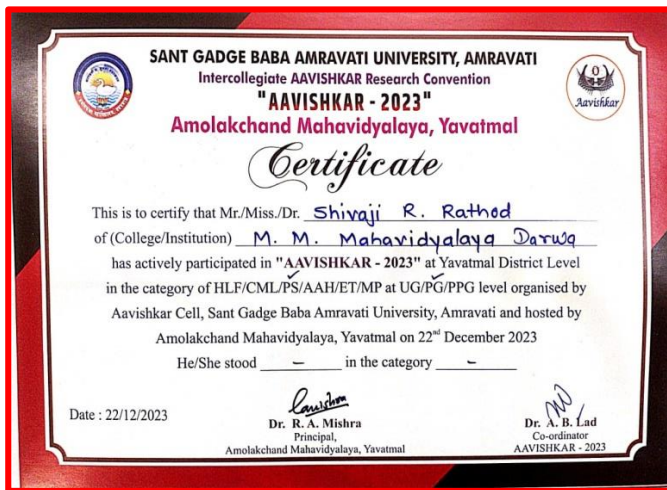 SANT GADGE BABA AMRAVATI UNIVERSITY, AMRAVATI
Intercollegiate AAVISHKAR Research Convention
"AAVISHKAR - 2023"
Aavishkar
Amolakchand Mahavidyalaya, Yavatmal
Certificate
This is to certify that Mr./Miss./Dr. Shivaji R. Rathod
of (College/Institution) M. M. Mahavidyalaya Darwa
has actively participated in "AAVISHKAR - 2023" at Yavatmal District Level
in the category of HLF/CML/PS/AAH/ET/MP at UG/PG/PPG level organised by
Aavishkar Cell, Sant Gadge Baba Amravati University, Amravati and hosted by
Amolakchand Mahavidyalaya, Yavatmal on 22nd December 2023
He/She stood – in the category –
Date : 22/12/2023
Dr. R. A. Mishra
Principal,
Amolakchand Mahavidyalaya, Yavatmal
Dr. A. B. Lad
Co-ordinator
AAVISHKAR - 2023